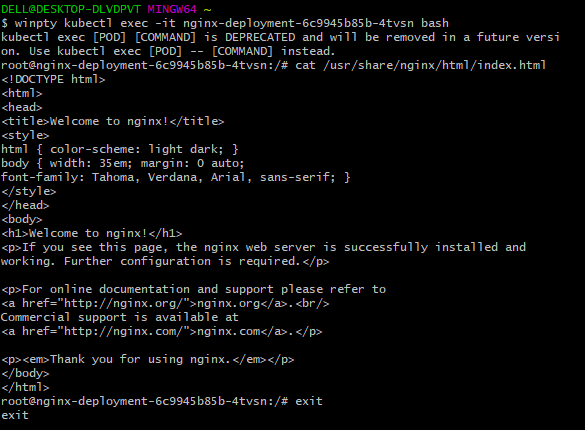 DELL@DESKTOP-DLVDPVT MINGW64 ~
$ winpty kubectl exec -it nginx-deployment-6c9945b85b-4tvsn bash
kubectl exec [POD] [COMMAND] is DEPRECATED and will be removed in a future versi
on. Use kubectl exec [POD] -- [COMMAND] instead.
root@nginx-deployment-6c9945b85b-4tvsn:/# cat /usr/share/nginx/html/index.html
<!DOCTYPE html>
<html>
<head>
<title>Welcome to nginx!</title>
<style>
html { color-scheme: light dark; }
body { width: 35em; margin: 0 auto;
font-family: Tahoma, Verdana, Arial, sans-serif; }
</style>
</head>
<body>
<h1>Welcome to nginx!</h1>
<p>If you see this page, the nginx web server is successfully installed and
working. Further configuration is required.</p>

<p>For online documentation and support please refer to
<a href="http://nginx.org/">nginx.org</a>.<br/>
Commercial support is available at
<a href="http://nginx.com/">nginx.com</a>.</p>

<p><em>Thank you for using nginx.</em></p>
</body>
</html>
root@nginx-deployment-6c9945b85b-4tvsn:/# exit
exit